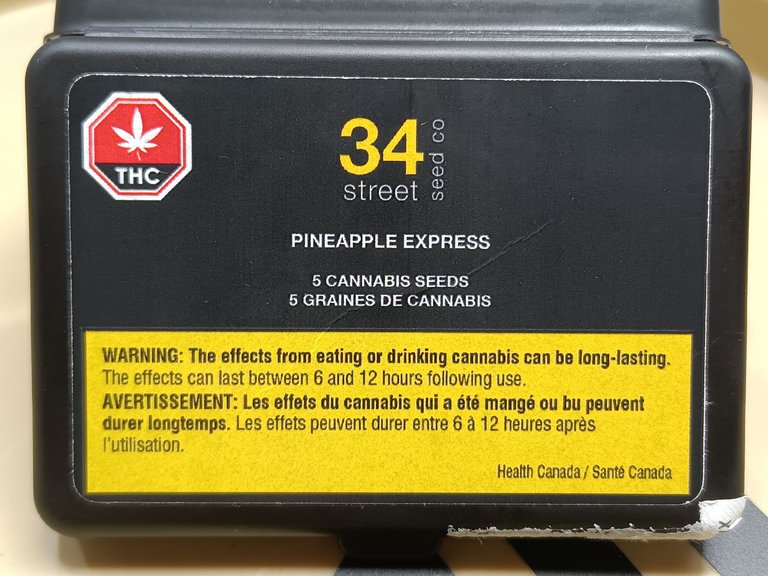 THC
34
street
seed co
PINEAPPLE EXPRESS
5 CANNABIS SEEDS
5 GRAINES DE CANNABIS
WARNING: The effects from eating or drinking cannabis can be long-lasting.
The effects can last between 6 and 12 hours following use.
AVERTISSEMENT: Les effets du cannabis qui a été mangé ou bu peuvent
durer longtemps. Les effets peuvent durer entre 6 à 12 heures après
l'utilisation.
Health Canada / Santé Canada